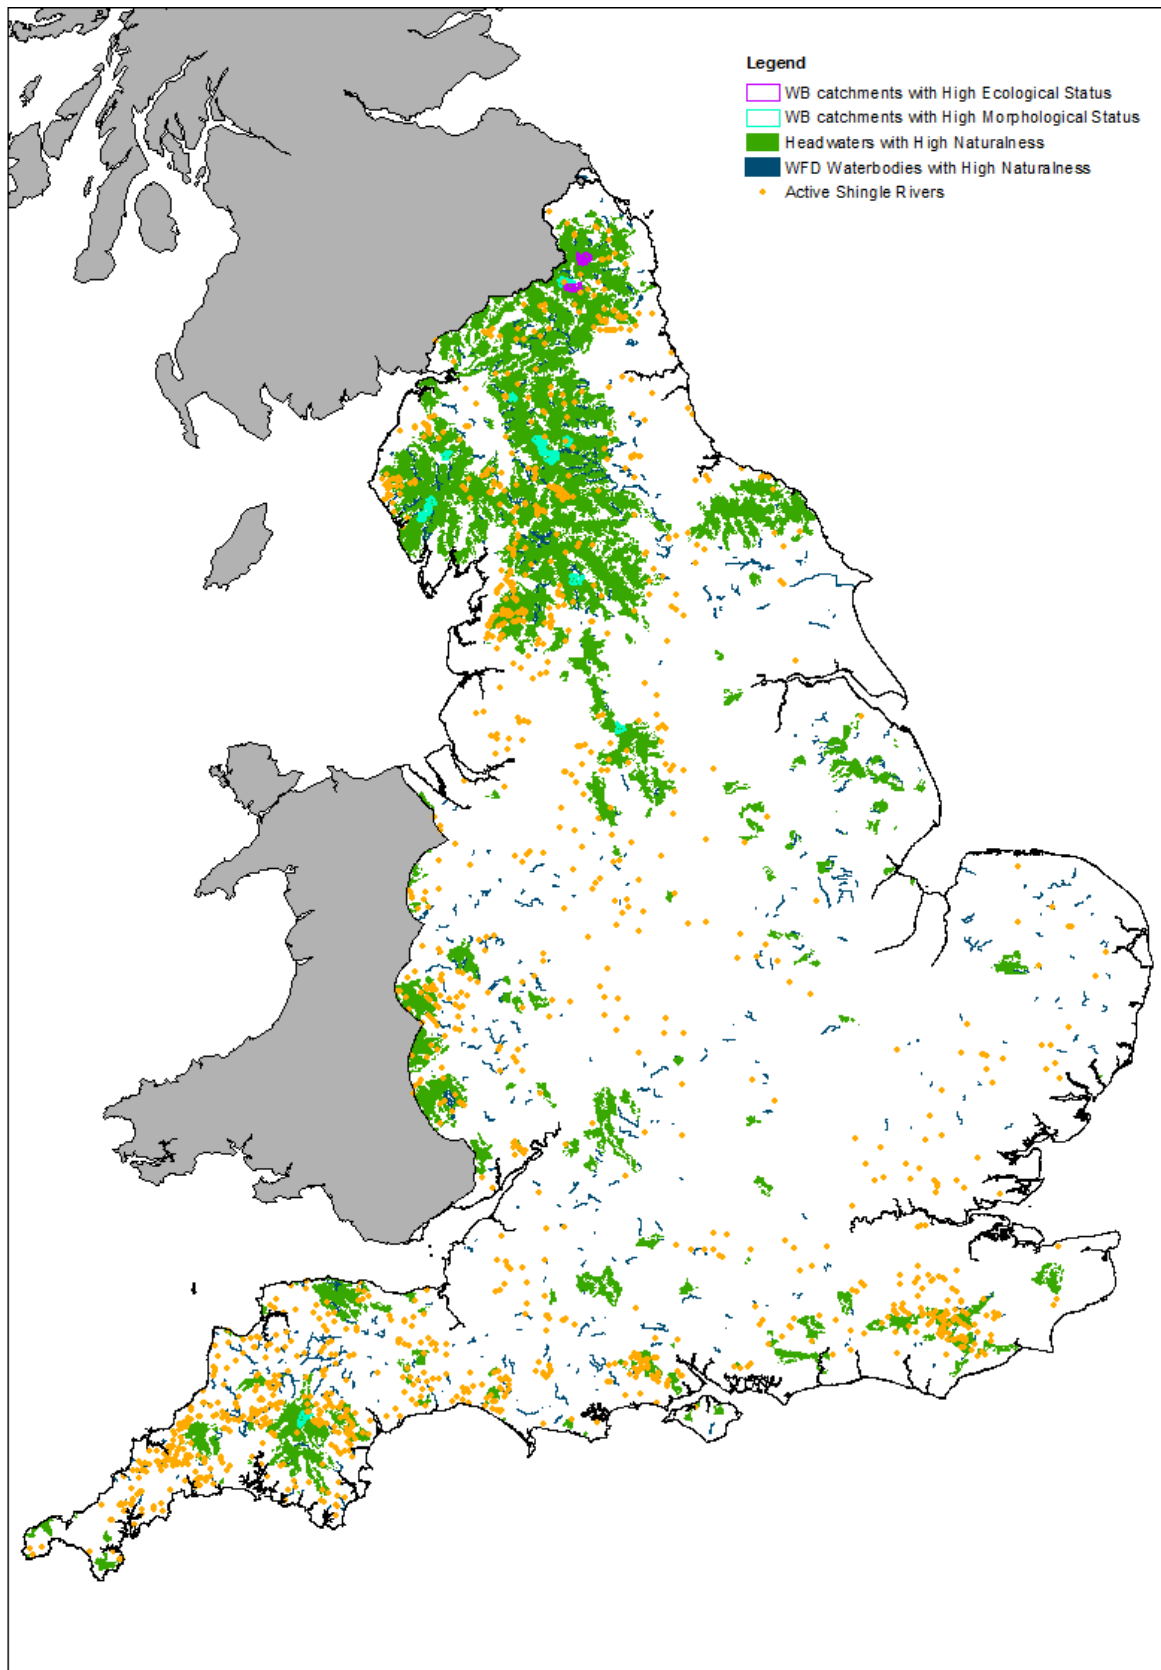 Legend
WB catchments with High Ecological Status
WB catchments with High Morphological Status
Headwaters with High Naturalness
WFD Waterbodies with High Naturalness
Active Shingle Rivers